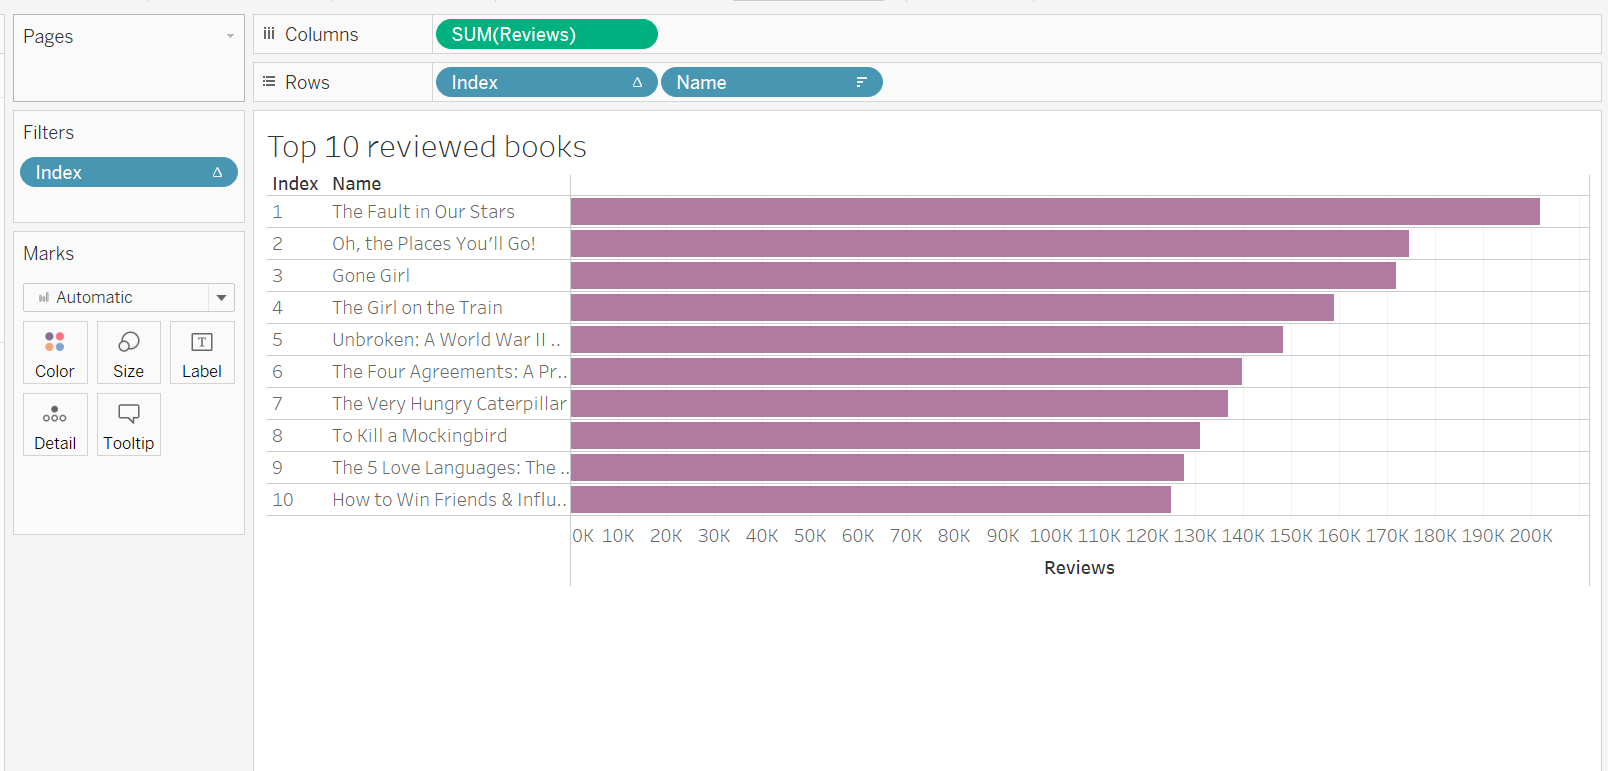 Pages
Columns SUM(Reviews)
Rows Index Δ Name
Filters
Index Δ
Marks
Automatic
Color Size Label
Detail Tooltip
Top 10 reviewed books
Index Name
1 The Fault in Our Stars
2 Oh, the Places You’ll Go!
3 Gone Girl
4 The Girl on the Train
5 Unbroken: A World War II ..
6 The Four Agreements: A Pr..
7 The Very Hungry Caterpillar
8 To Kill a Mockingbird
9 The 5 Love Languages: The ..
10 How to Win Friends & Influ..
0K 10K 20K 30K 40K 50K 60K 70K 80K 90K 100K 110K 120K 130K 140K 150K 160K 170K 180K 190K 200K
Reviews